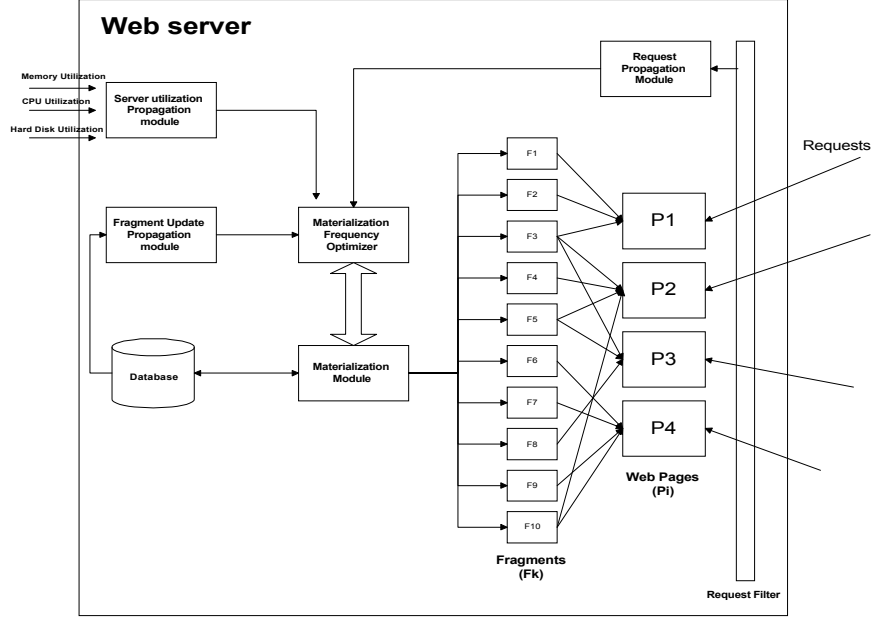 Web server
Memory Utilization
CPU Utilization
Hard Disk Utilization
Server utilization
Propagation
module
Request
Propagation
Module
Requests
Fragment Update
Propagation
module
Materialization
Frequency
Optimizer
Database
Materialization
Module
F1
F2
F3
F4
F5
F6
F7
F8
F9
F10
Fragments
(Fk)
P1
P2
P3
P4
Web Pages
(Pi)
Request Filter